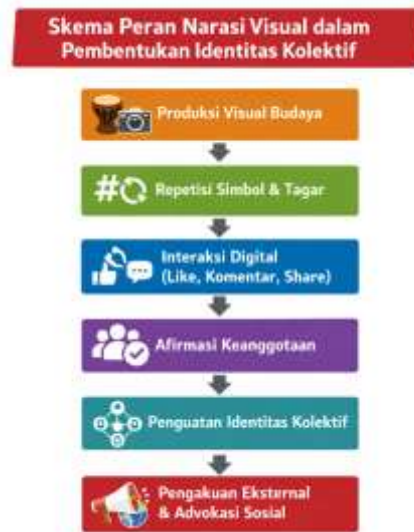 Skema Peran Narasi Visual dalam
Pembentukan Identitas Kolektif
Produksi Visual Budaya
# Repetisi Simbol & Tagar
Interaksi Digital
(Like, Komentar, Share)
Afirmasi Keanggotaan
Penguatan Identitas Kolektif
Pengakuan Eksternal
& Advokasi Sosial